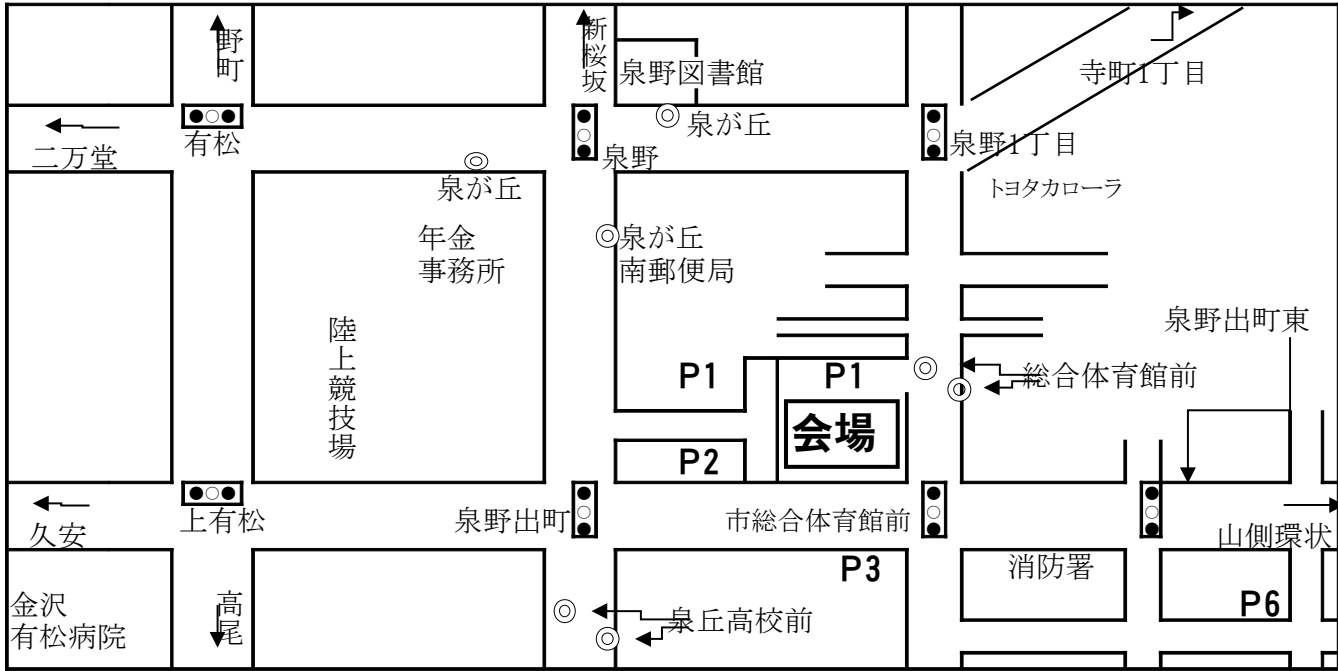 野町
新桜坂
泉野図書館
寺町1丁目
二万堂
有松
泉が丘
泉野
泉が丘
泉野1丁目
トヨタカローラ
年金
事務所
泉が丘
南郵便局
陸上競技場
泉野出町東
P1
P1
総合体育館前
会場
P2
久安
上有松
泉野出町
市総合体育館前
山側環状
P3
消防署
P6
金沢
有松病院
高尾
泉丘高校前